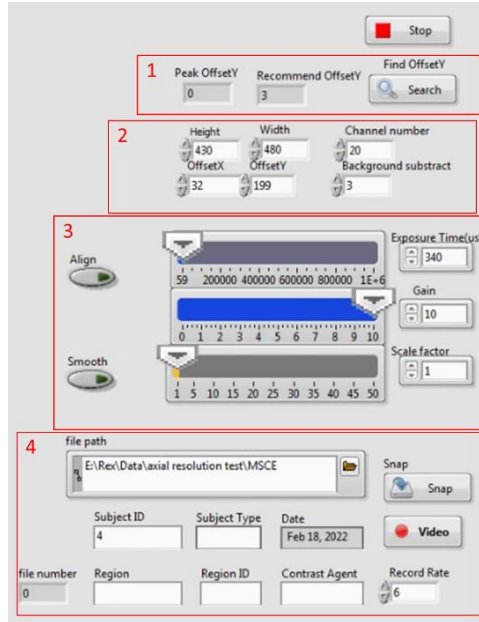 Stop
1
Find OffsetY
Peak OffsetY Recommend OffsetY
0 3 Search
2
Height Width Channel number
430 480 20
OffsetX OffsetY Background substract
32 199 3
3
Exposure Time(us
Align 340
59 200000 400000 600000 800000 1E+6
Gain
10
0 1 2 3 4 5 6 7 8 9 10
Scale factor
Smooth 1
1 5 10 15 20 25 30 35 40 45 50
4
file path
E:\Rex\Data\axial resolution test\MSCE
Snap
Snap
Subject ID Subject Type Date
4 Feb 18, 2022 Video
file number Region Region ID Contrast Agent Record Rate
0 6